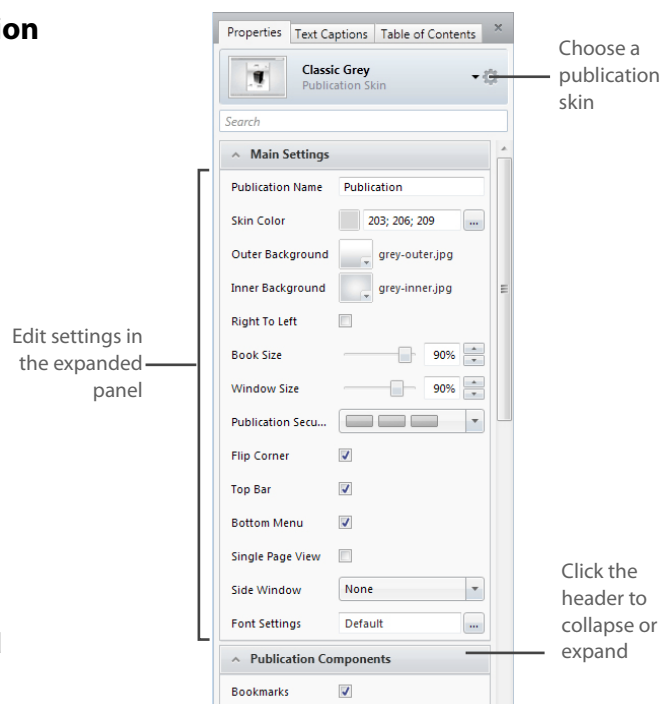 ion
Properties Text Captions Table of Contents
Classic Grey
Publication Skin
Choose a
publication
skin
Search
Main Settings
Publication Name Publication
Skin Color 203; 206; 209 ...
Outer Background grey-outer.jpg
Inner Background grey-inner.jpg
Right To Left
Edit settings in
the expanded
panel
Book Size 90%
Window Size 90%
Publication Secu...
Flip Corner
Top Bar
Bottom Menu
Single Page View
Side Window None
Font Settings Default ...
Click the
header to
collapse or
expand
Publication Components
Bookmarks